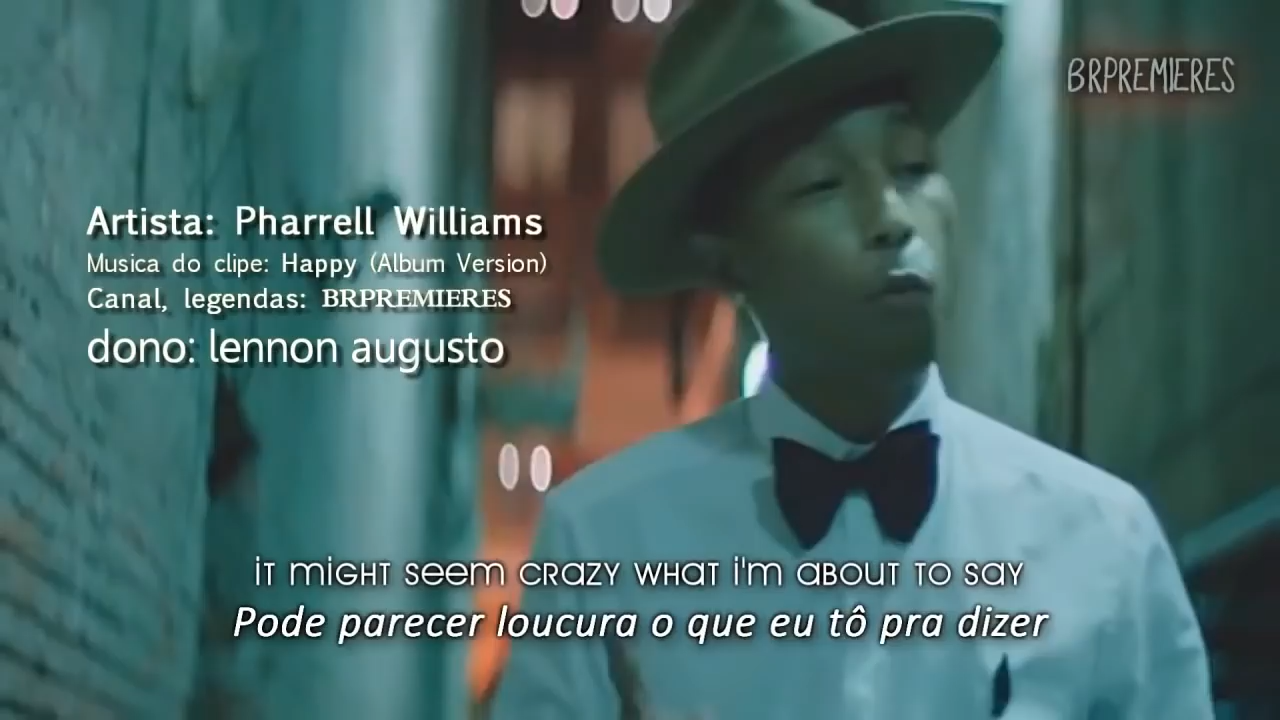 BRPREMIERES
Artista: Pharrell Williams
Musica do clipe: Happy (Album Version)
Canal, legendas: BRPREMIERES
dono: lennon augusto
iT miGHT seem crazy wHaT i'm aBouT To say
Pode parecer loucura o que eu tô pra dizer